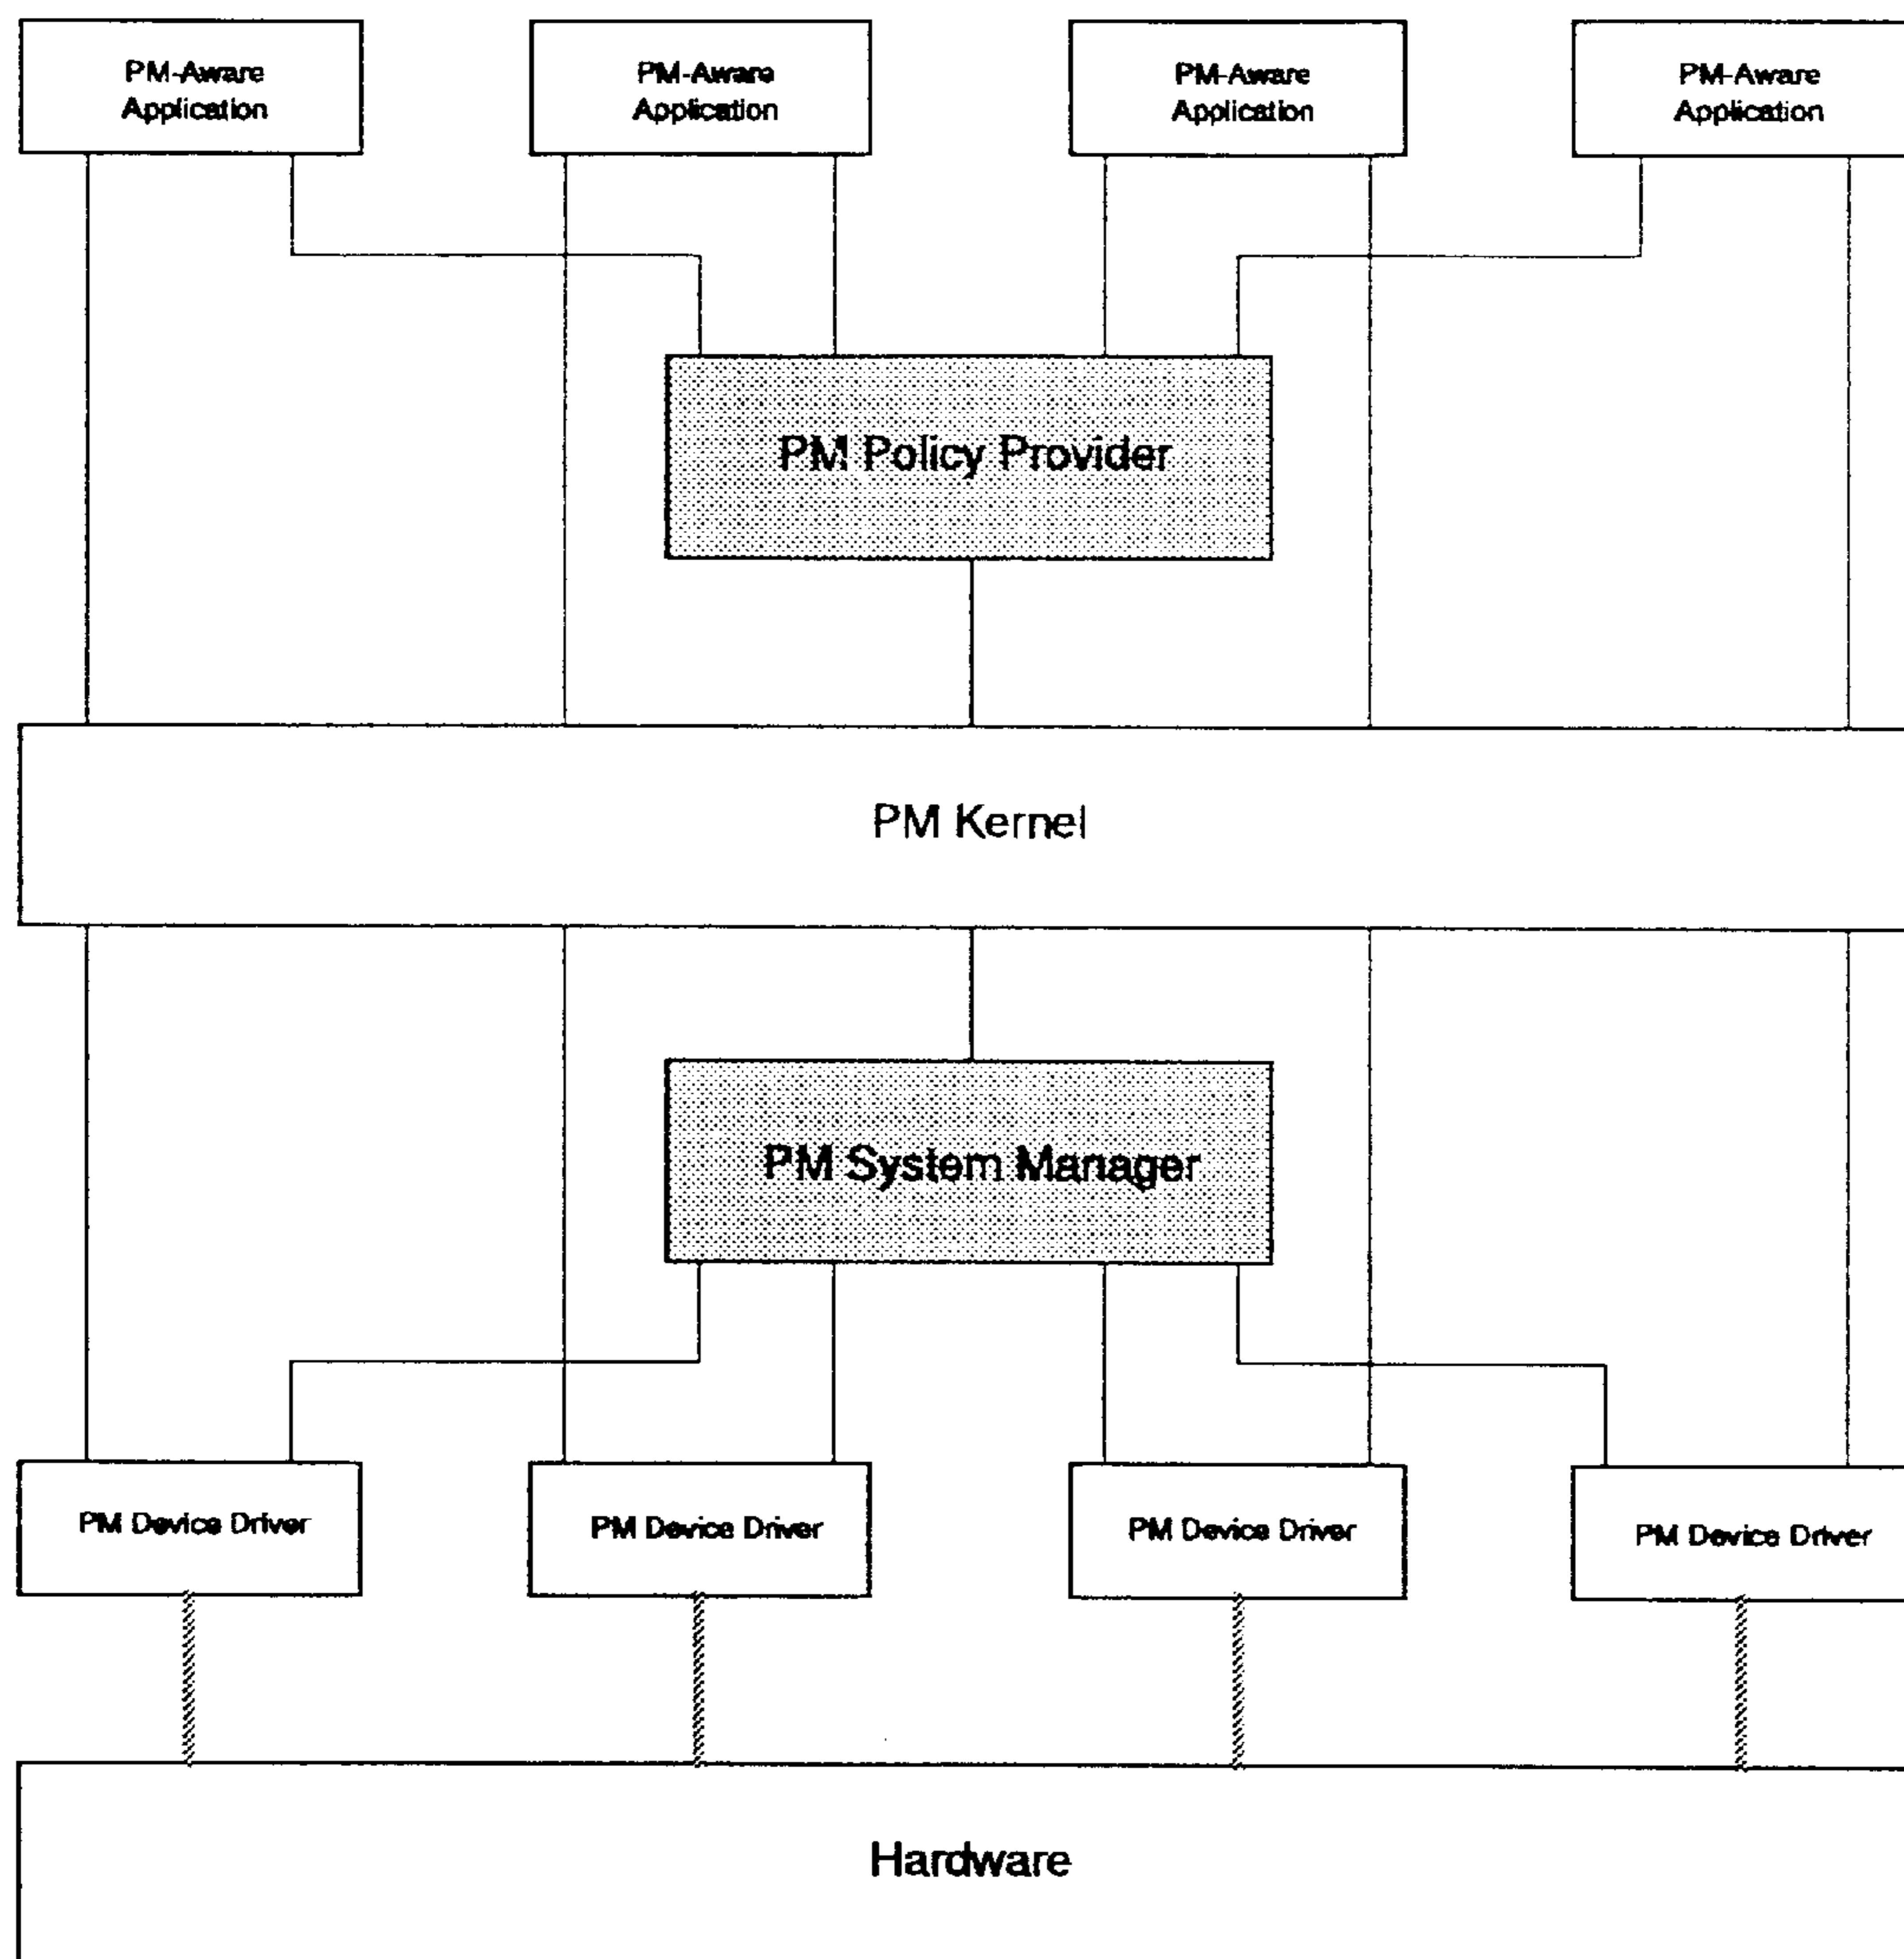 PM-Aware
Application
PM-Aware
Application
PM-Aware
Application
PM-Aware
Application
PM Policy Provider
PM Kernel
PM System Manager
PM Device Driver
PM Device Driver
PM Device Driver
PM Device Driver
Hardware